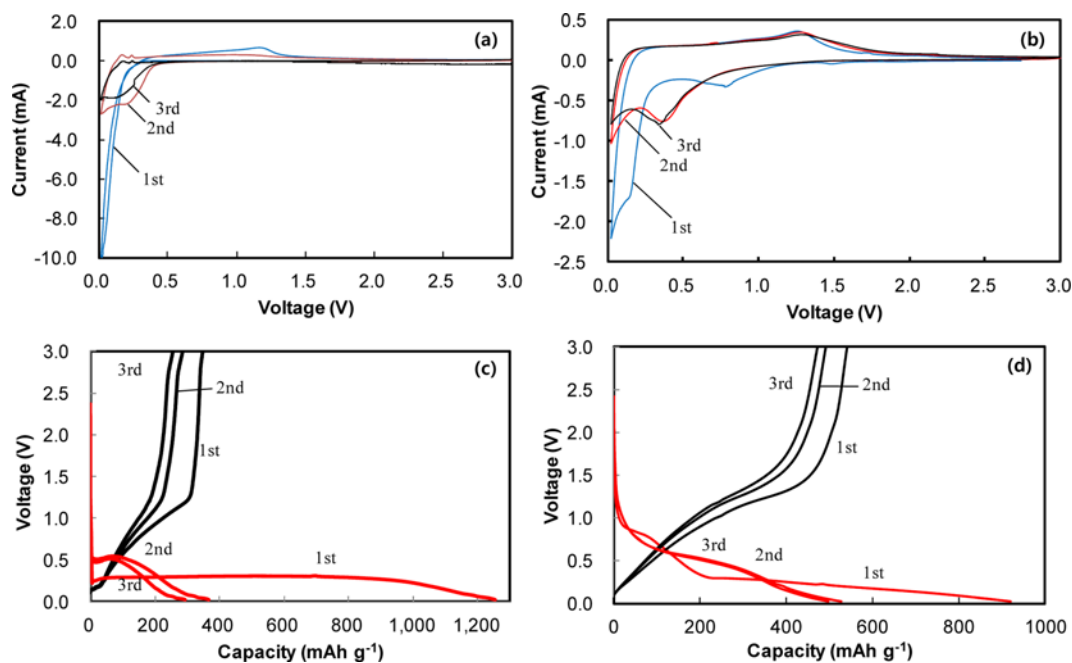 (a)
2.0
0.0
-2.0
-4.0
-6.0
-8.0
-10.0
Current (mA)
3rd
2nd
1st
0.0 0.5 1.0 1.5 2.0 2.5 3.0
Voltage (V)
(b)
0.5
0.0
-0.5
-1.0
-1.5
-2.0
-2.5
Current (mA)
3rd
2nd
1st
0.0 0.5 1.0 1.5 2.0 2.5 3.0
Voltage (V)
(c)
3.0
2.5
2.0
1.5
1.0
0.5
0.0
Voltage (V)
3rd
2nd
1st
2nd
1st
3rd
0 200 400 600 800 1,000 1,200
Capacity (mAh g-1)
(d)
3.0
2.5
2.0
1.5
1.0
0.5
0.0
Voltage (V)
3rd
2nd
1st
3rd
2nd
1st
0 200 400 600 800 1000
Capacity (mAh g-1)